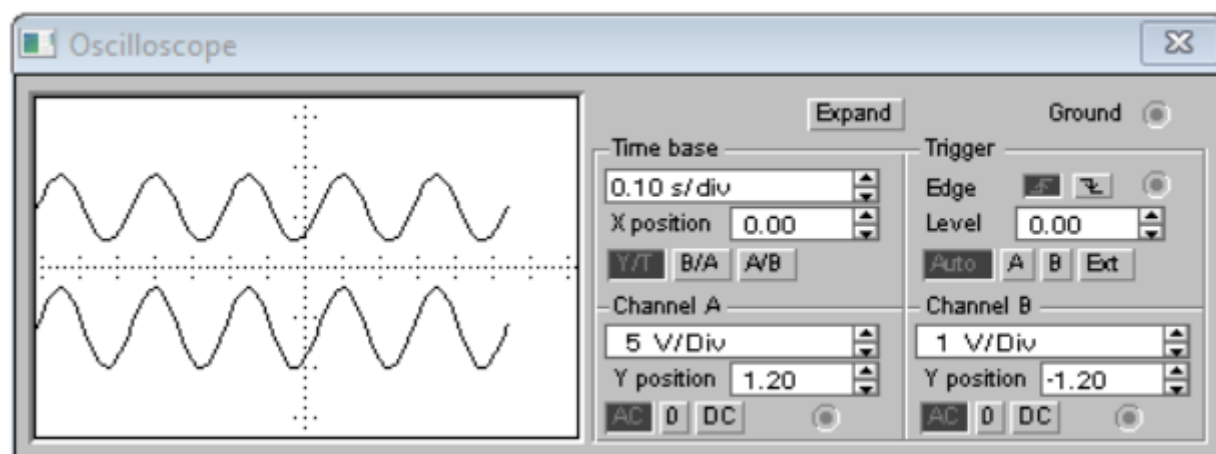 Oscilloscope
Expand
Ground
Time base
0.10 s/div
X position 0.00
Y/T B/A A/B
Trigger
Edge
Level 0.00
Auto A B Ext
Channel A
5 V/Div
Y position 1.20
AC 0 DC
Channel B
1 V/Div
Y position -1.20
AC 0 DC